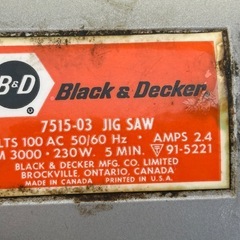 B&D
Black & Decker
7515-03 JIG SAW
LTS 100 AC 50/60 Hz · AMPS 2.4
M 3000 · 230W. 5 MIN. 91-5221
BLACK & DECKER MFG. CO. LIMITED
BROCKVILLE, ONTARIO, CANADA
MADE IN CANADA PRINTED IN U.S.A.